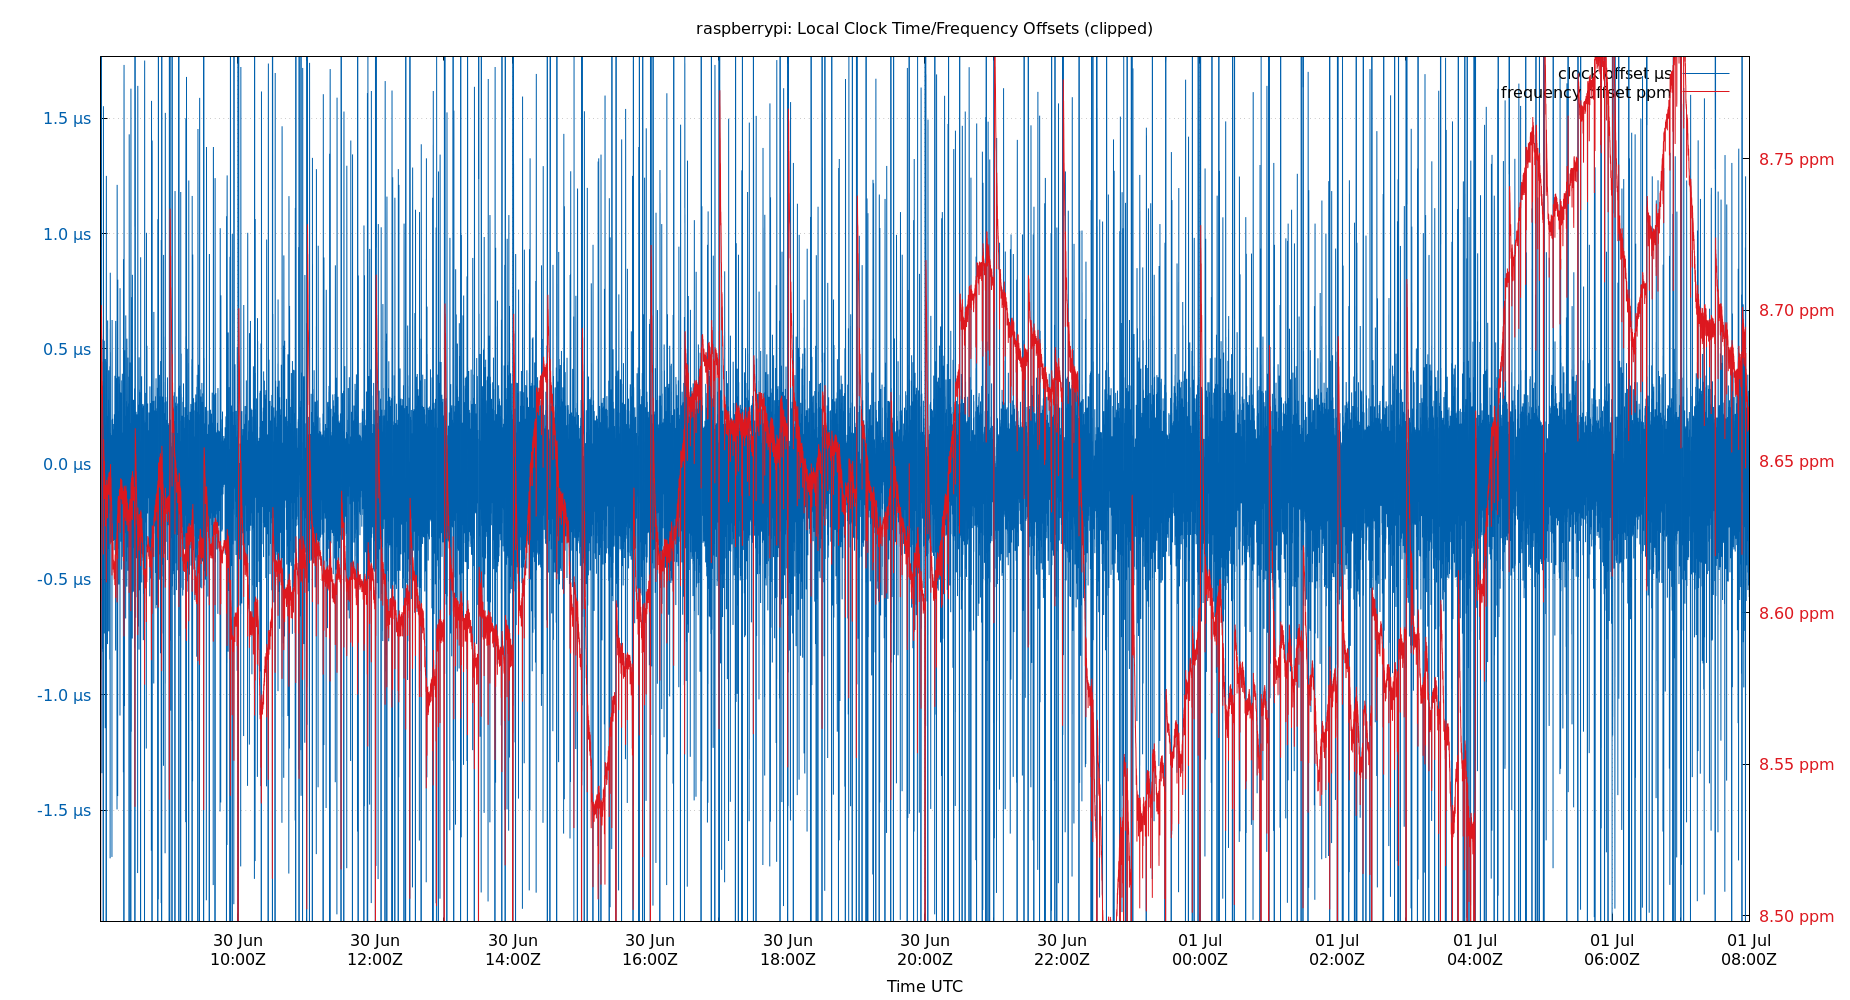 raspberrypi: Local Clock Time/Frequency Offsets (clipped)
clock offset µs
frequency offset ppm
1.5 µs
1.0 µs
0.5 µs
0.0 µs
-0.5 µs
-1.0 µs
-1.5 µs
8.75 ppm
8.70 ppm
8.65 ppm
8.60 ppm
8.55 ppm
8.50 ppm
30 Jun 30 Jun 30 Jun 30 Jun 30 Jun 30 Jun 30 Jun 01 Jul 01 Jul 01 Jul 01 Jul 01 Jul
10:00Z 12:00Z 14:00Z 16:00Z 18:00Z 20:00Z 22:00Z 00:00Z 02:00Z 04:00Z 06:00Z 08:00Z
Time UTC